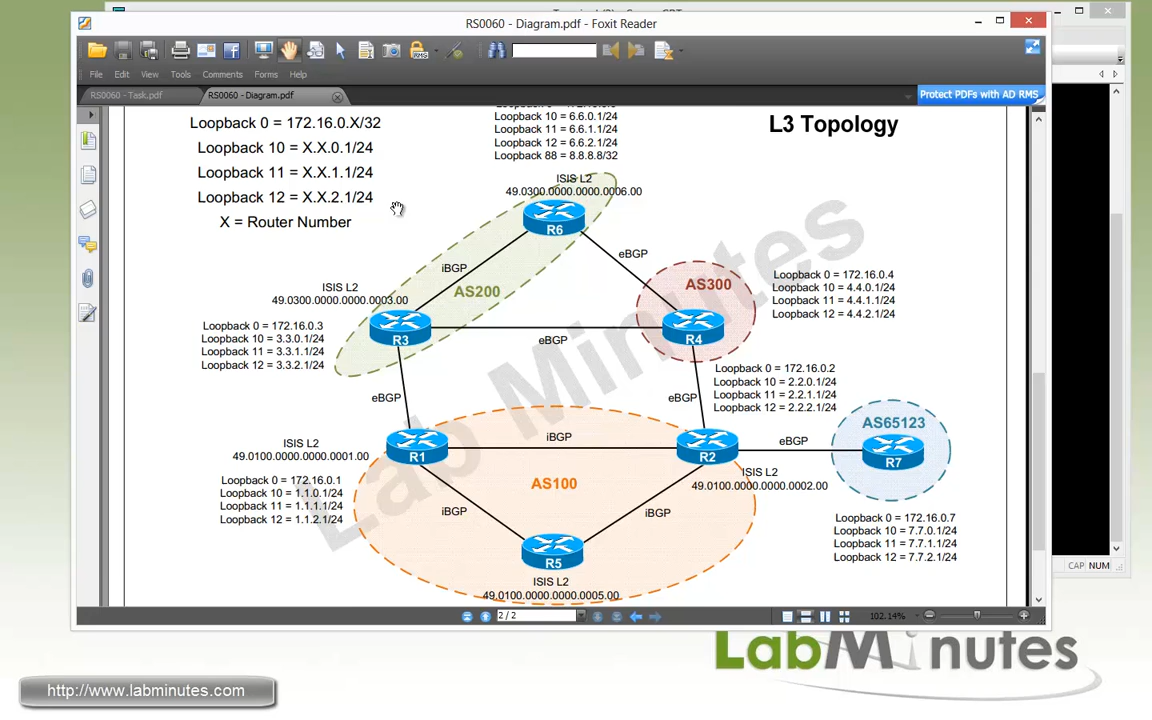 RS0060 - Diagram.pdf - Foxit Reader
File Edit View Tools Comments Forms Help
RS0060 - Task.pdf
RS0060 - Diagram.pdf
Protect PDFs with AD RMS
Loopback 0 = 172.16.0.X/32
Loopback 10 = X.X.0.1/24
Loopback 11 = X.X.1.1/24
Loopback 12 = X.X.2.1/24
X = Router Number
Loopback 10 = 6.6.0.1/24
Loopback 11 = 6.6.1.1/24
Loopback 12 = 6.6.2.1/24
Loopback 88 = 8.8.8.8/32
L3 Topology
ISIS L2
49.0300.0000.0000.0006.00
R6
iBGP
eBGP
AS200
AS300
ISIS L2
49.0300.0000.0000.0003.00
R3
Loopback 0 = 172.16.0.3
Loopback 10 = 3.3.0.1/24
Loopback 11 = 3.3.1.1/24
Loopback 12 = 3.3.2.1/24
eBGP
R4
Loopback 0 = 172.16.0.4
Loopback 10 = 4.4.0.1/24
Loopback 11 = 4.4.1.1/24
Loopback 12 = 4.4.2.1/24
Lab Minutes
eBGP
eBGP
Loopback 0 = 172.16.0.2
Loopback 10 = 2.2.0.1/24
Loopback 11 = 2.2.1.1/24
Loopback 12 = 2.2.2.1/24
ISIS L2
49.0100.0000.0000.0001.00
R1
Loopback 0 = 172.16.0.1
Loopback 10 = 1.1.0.1/24
Loopback 11 = 1.1.1.1/24
Loopback 12 = 1.1.2.1/24
iBGP
R2
ISIS L2
49.0100.0000.0000.0002.00
eBGP
AS65123
R7
Loopback 0 = 172.16.0.7
Loopback 10 = 7.7.0.1/24
Loopback 11 = 7.7.1.1/24
Loopback 12 = 7.7.2.1/24
AS100
iBGP
iBGP
R5
ISIS L2
49.0100.0000.0000.0005.00
2 / 2
102.14%
CAP NUM
LabMinutes
http://www.labminutes.com